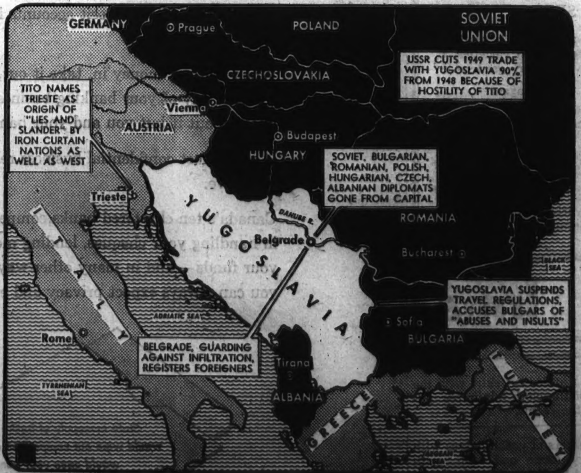 GERMANY
Prague
POLAND
SOVIET
UNION
USSR CUTS 1949 TRADE
WITH YUGOSLAVIA 90%
FROM 1948 BECAUSE OF
HOSTILITY OF TITO
CZECHOSLOVAKIA
TITO NAMES
TRIESTE AS
ORIGIN OF
"LIES AND
SLANDER" BY
IRON CURTAIN
NATIONS AS
WELL AS WEST
Vienna
AUSTRIA
Budapest
HUNGARY
SOVIET, BULGARIAN,
ROMANIAN, POLISH,
HUNGARIAN, CZECH,
ALBANIAN DIPLOMATS
GONE FROM CAPITAL
Trieste
YUGOSLAVIA
DANUBE R.
Belgrade
ROMANIA
Bucharest
BLACK SEA
ITALY
ADRIATIC SEA
YUGOSLAVIA SUSPENDS
TRAVEL REGULATIONS,
ACCUSES BULGARS OF
"ABUSES AND INSULTS"
Rome
BELGRADE, GUARDING
AGAINST INFILTRATION,
REGISTERS FOREIGNERS
Sofia
BULGARIA
Tirana
ALBANIA
TYRRHENIAN
SEA
GREECE
TURKEY